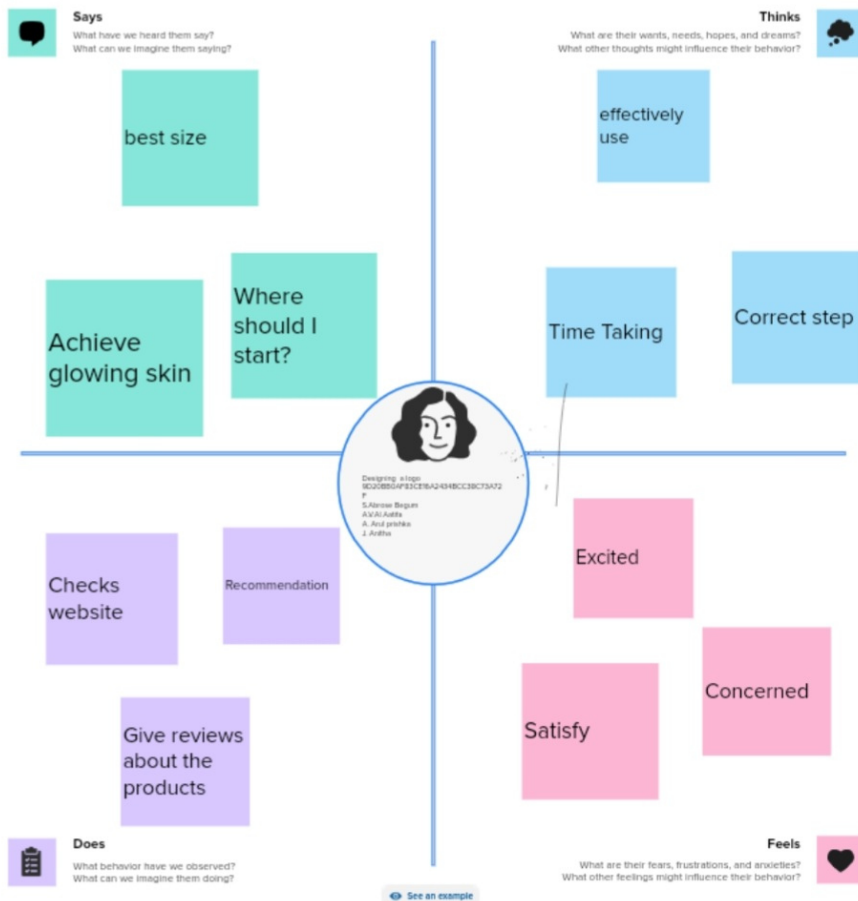 Says
What have we heard them say?
What can we imagine them saying?
Thinks
What are their wants, needs, hopes, and dreams?
What other thoughts might influence their behavior?
best size
effectively
use
Achieve
glowing skin
Where
should I
start?
Time Taking
Correct step
Designing a logo
F
S.Abrose Begum
A. Arul prishka
J. Anitha
Checks
website
Recommendation
Give reviews
about the
products
Excited
Concerned
Satisfy
Does
What behavior have we observed?
What can we imagine them doing?
Feels
What are their fears, frustrations, and anxieties?
What other feelings might influence their behavior?
See an example